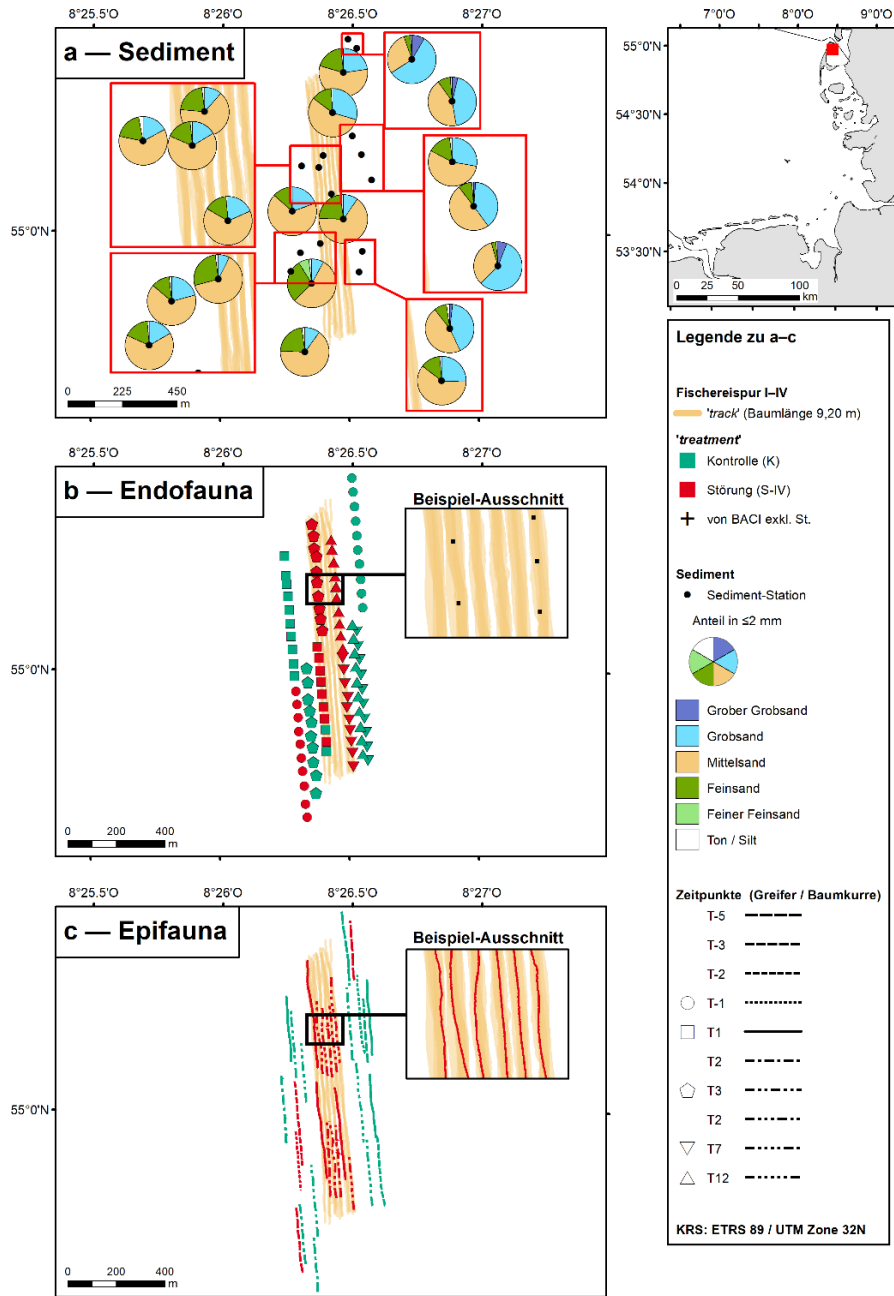 8°25.5'O 8°26'O 8°26.5'O 8°27'O
a — Sediment
55°0'N
0 225 450
m
7°0'O 8°0'O 9°0'O
55°0'N
54°30'N
54°0'N
53°30'N
0 25 50 100
km
8°25.5'O 8°26'O 8°26.5'O 8°27'O
b — Endofauna
Beispiel-Ausschnitt
55°0'N
0 200 400
m
8°25.5'O 8°26'O 8°26.5'O 8°27'O
c — Epifauna
Beispiel-Ausschnitt
55°0'N
0 200 400
m
Legende zu a–c
Fischereispur I–IV
'track' (Baumlänge 9,20 m)
'treatment'
Kontrolle (K)
Störung (S-IV)
von BACI exkl. St.
Sediment
Sediment-Station
Anteil in ≤2 mm
Grober Grobsand
Grobsand
Mittelsand
Feinsand
Feiner Feinsand
Ton / Silt
Zeitpunkte (Greifer / Baumkurre)
T-5
T-3
T-2
T-1
T1
T2
T3
T2
T7
T12
KRS: ETRS 89 / UTM Zone 32N